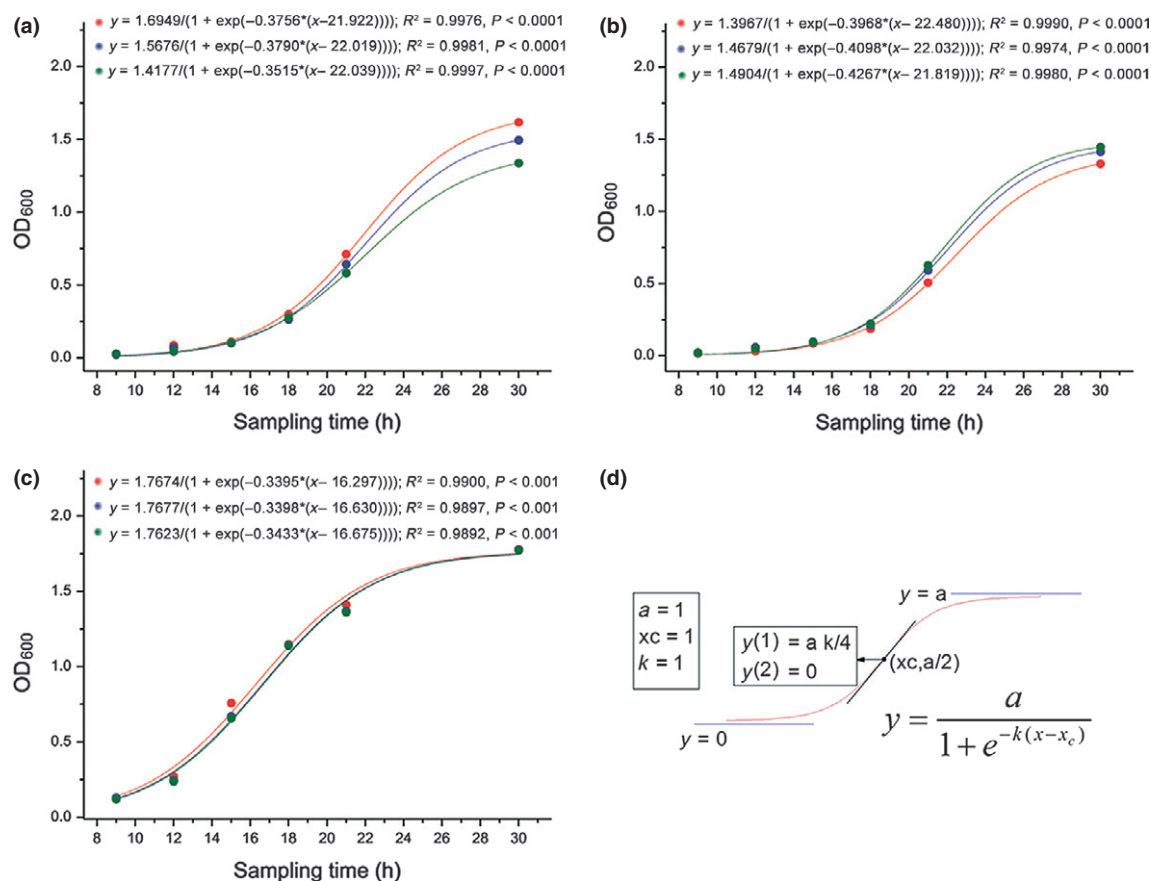 (a)
y = 1.6949/(1 + exp(−0.3756*(x-21.922)))); R² = 0.9976, P < 0.0001
y = 1.5676/(1 + exp(−0.3790*(x− 22.019)))); R² = 0.9981, P < 0.0001
y = 1.4177/(1 + exp(−0.3515*(x− 22.039)))); R² = 0.9997, P < 0.0001
2.0
1.5
1.0
0.5
0.0
OD600
8 10 12 14 16 18 20 22 24 26 28 30
Sampling time (h)
(b)
y = 1.3967/(1 + exp(−0.3968*(x− 22.480)))); R² = 0.9990, P < 0.0001
y = 1.4679/(1 + exp(−0.4098*(x− 22.032)))); R² = 0.9974, P < 0.0001
y = 1.4904/(1 + exp(−0.4267*(x− 21.819)))); R² = 0.9980, P < 0.0001
2.0
1.5
1.0
0.5
0.0
OD600
8 10 12 14 16 18 20 22 24 26 28 30
Sampling time (h)
(c)
y = 1.7674/(1 + exp(−0.3395*(x− 16.297)))); R² = 0.9900, P < 0.001
y = 1.7677/(1 + exp(−0.3398*(x− 16.630)))); R² = 0.9897, P < 0.001
y = 1.7623/(1 + exp(−0.3433*(x− 16.675)))); R² = 0.9892, P < 0.001
2.0
1.5
1.0
0.5
0.0
OD600
8 10 12 14 16 18 20 22 24 26 28 30
Sampling time (h)
(d)
a = 1
xc = 1
k = 1
y = a
y(1) = a k/4
y(2) = 0
(xc,a/2)
y = 0
y = a / 1 + e^−k(x−xc)